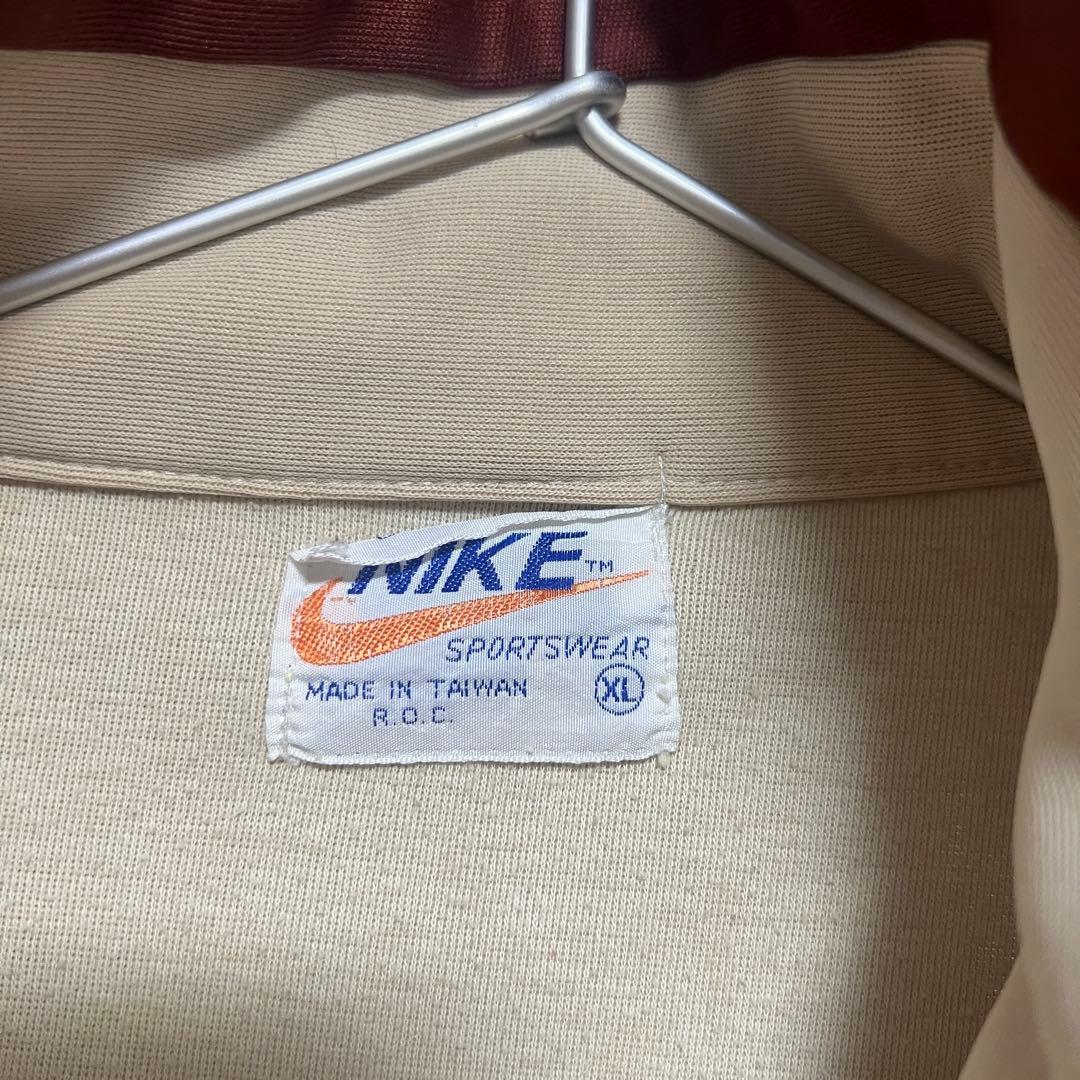 NIKE™
SPORTSWEAR
MADE IN TAIWAN XL
R.O.C.